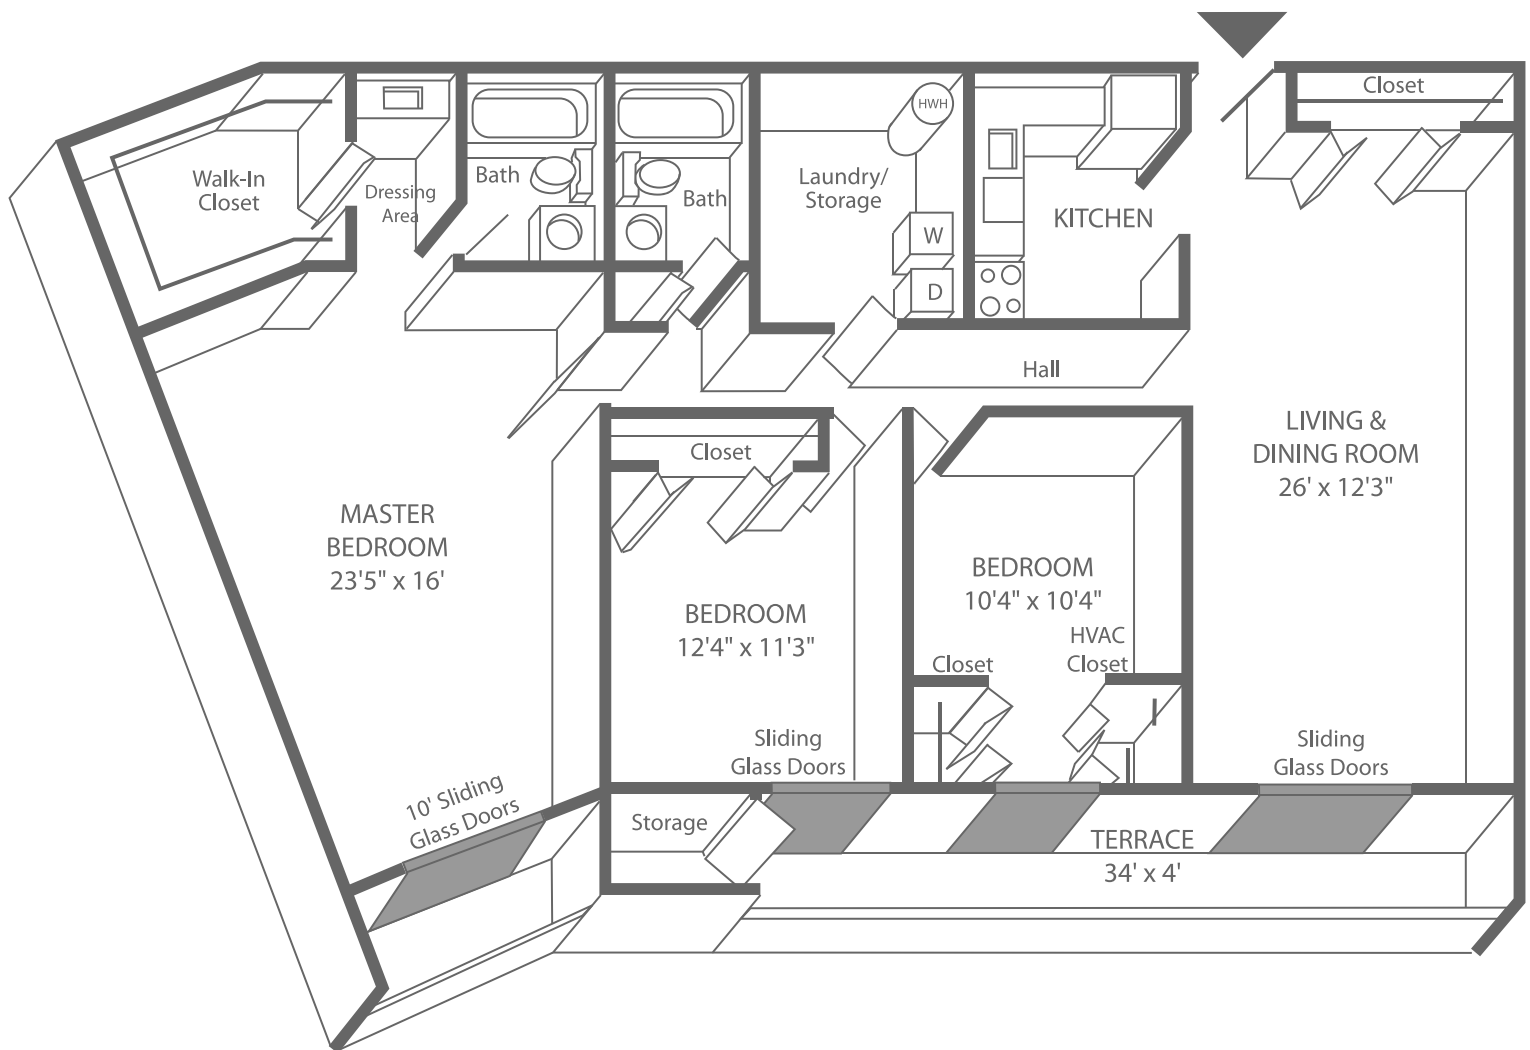 HWH
Closet
Walk-In
Closet
Dressing
Area
Bath
Bath
Laundry/
Storage
KITCHEN
W
D
Hall
LIVING &
DINING ROOM
26' x 12'3"
Closet
MASTER
BEDROOM
23'5" x 16'
BEDROOM
12'4" x 11'3"
BEDROOM
10'4" x 10'4"
HVAC
Closet
Closet
Sliding
Glass Doors
Sliding
Glass Doors
10' Sliding
Glass Doors
Storage
TERRACE
34' x 4'